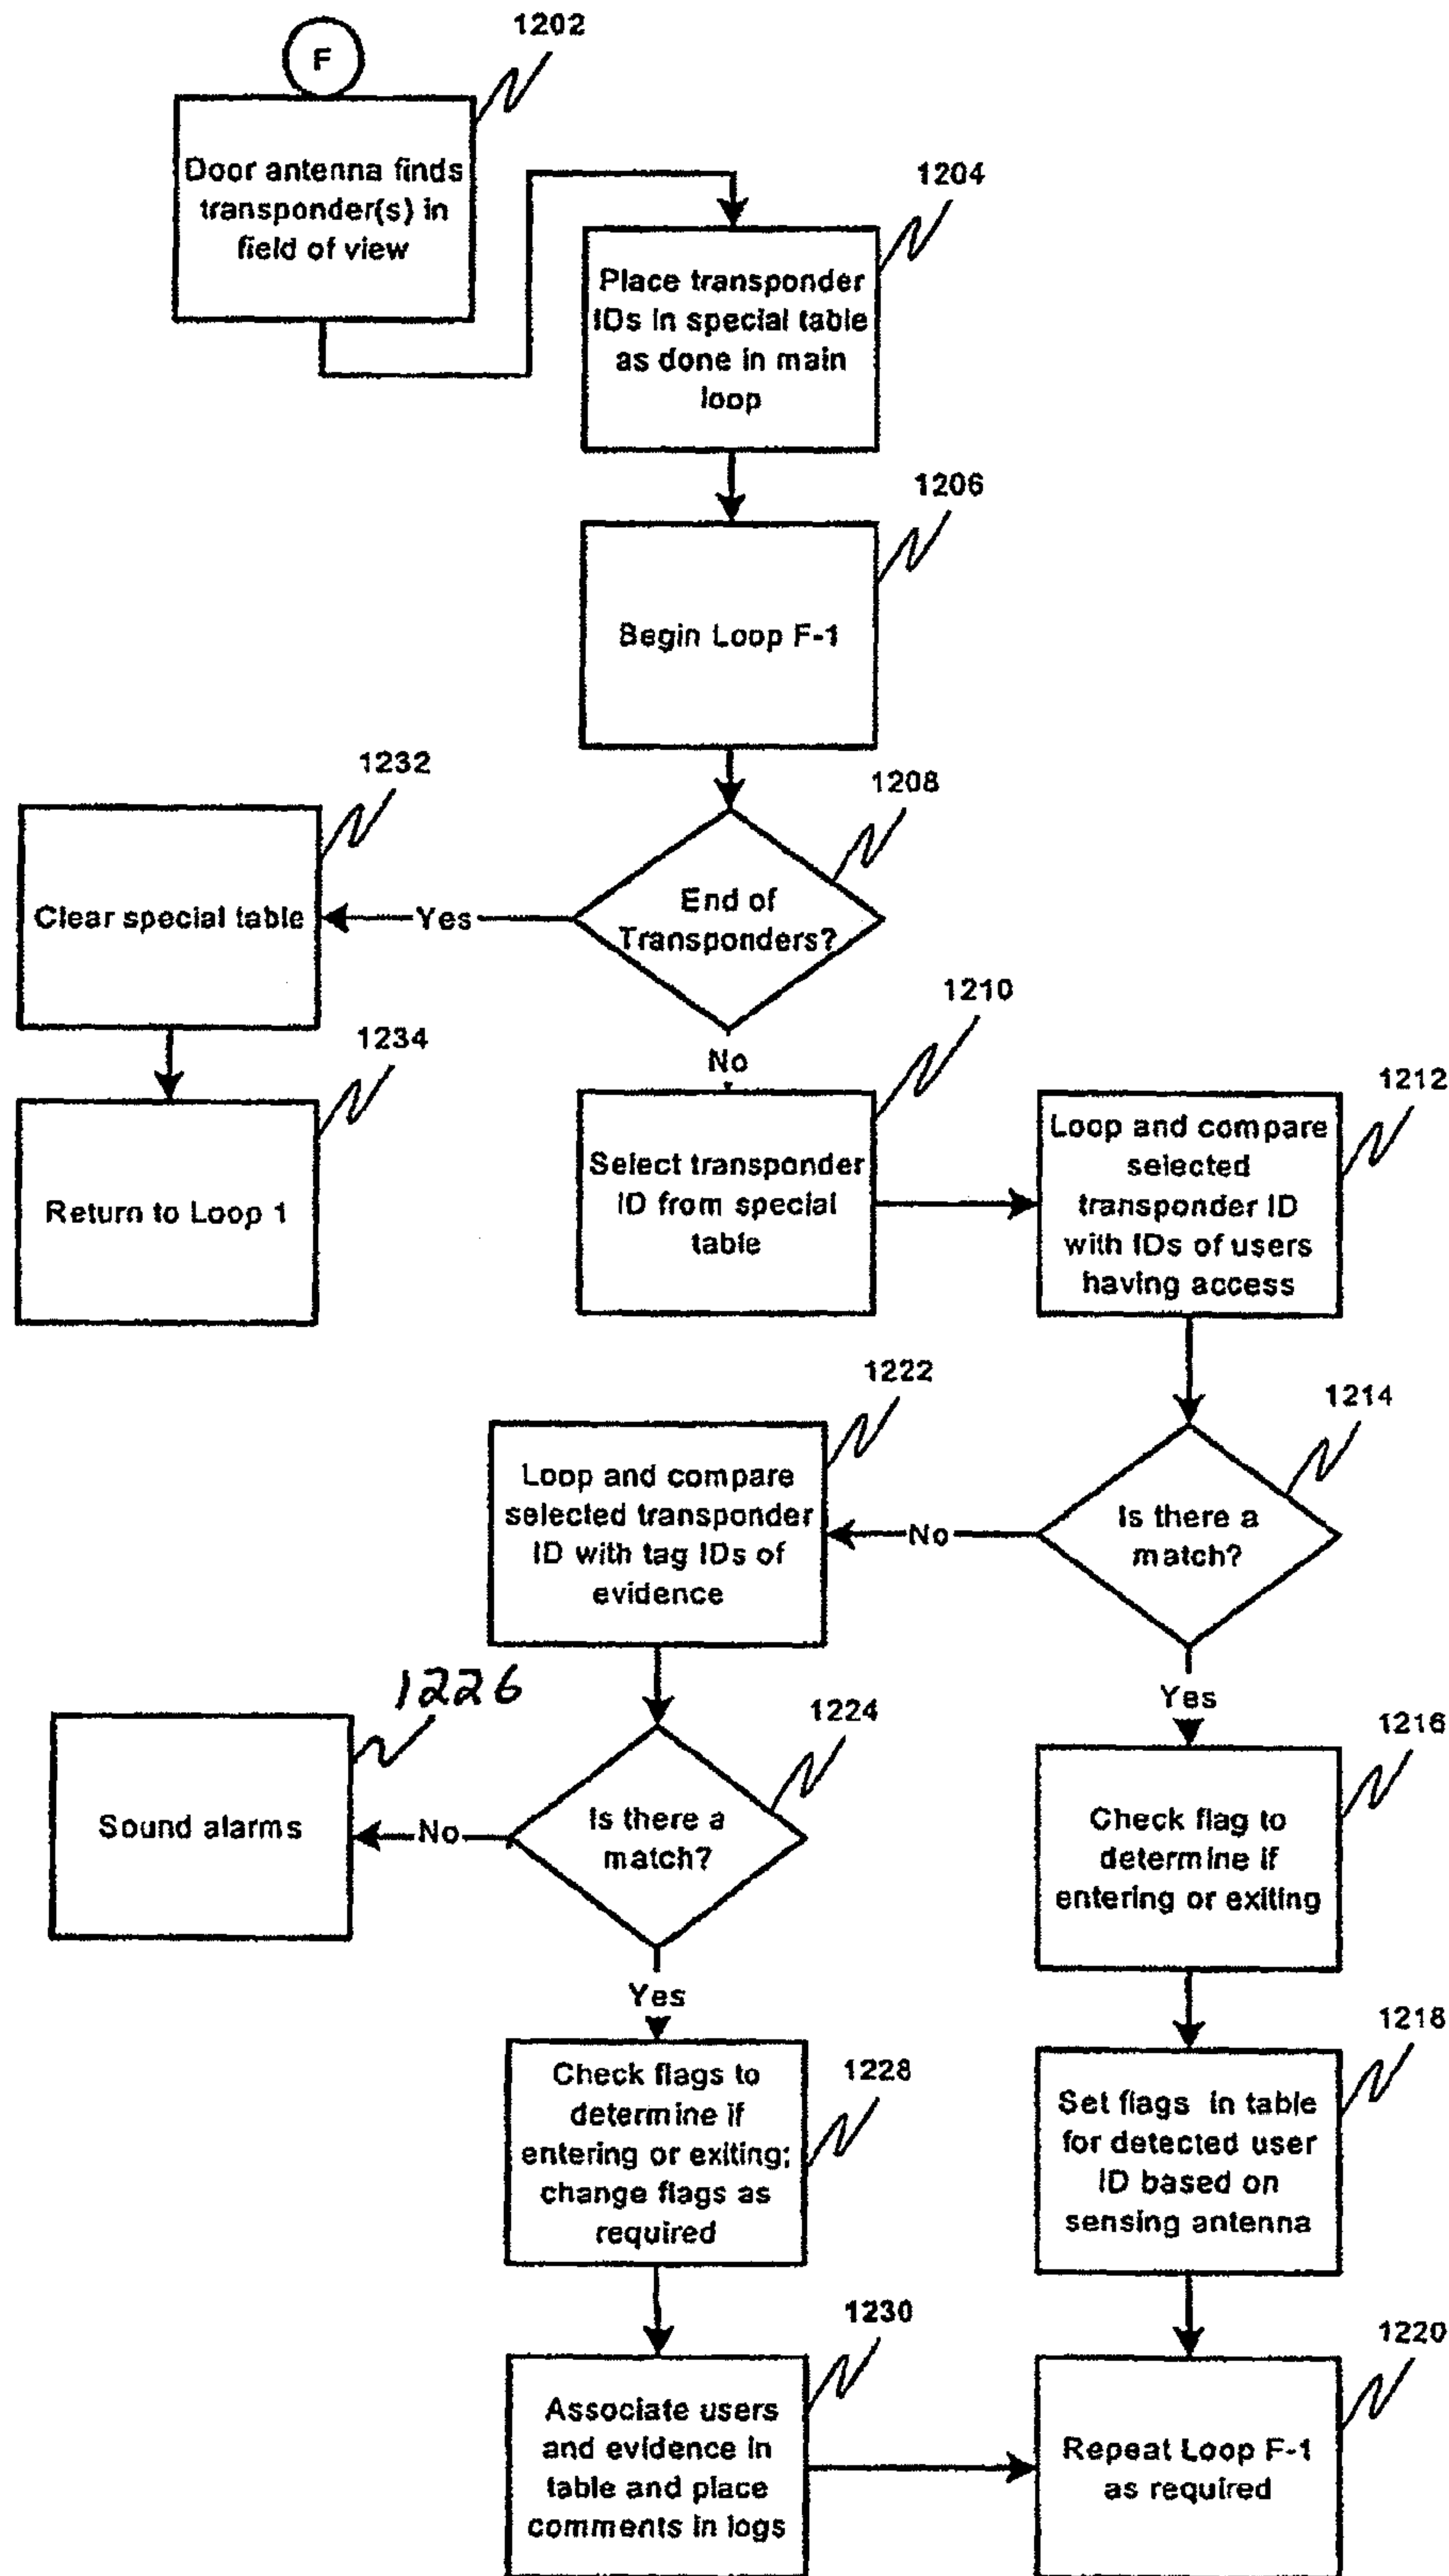 1202
F
Door antenna finds
transponder(s) in
field of view
1204
Place transponder
IDs in special table
as done in main
loop
1206
Begin Loop F-1
1208
End of
Transponders?
Yes
1232
Clear special table
1234
Return to Loop 1
No
1210
Select transponder
ID from special
table
1212
Loop and compare
selected
transponder ID
with IDs of users
having access
1214
Is there a
match?
No
1222
Loop and compare
selected transponder
ID with tag IDs of
evidence
1224
Is there a
match?
No
1226
Sound alarms
Yes
1216
Check flag to
determine if
entering or exiting
1218
Set flags in table
for detected user
ID based on
sensing antenna
Yes
1228
Check flags to
determine if
entering or exiting;
change flags as
required
1230
Associate users
and evidence in
table and place
comments in logs
1220
Repeat Loop F-1
as required